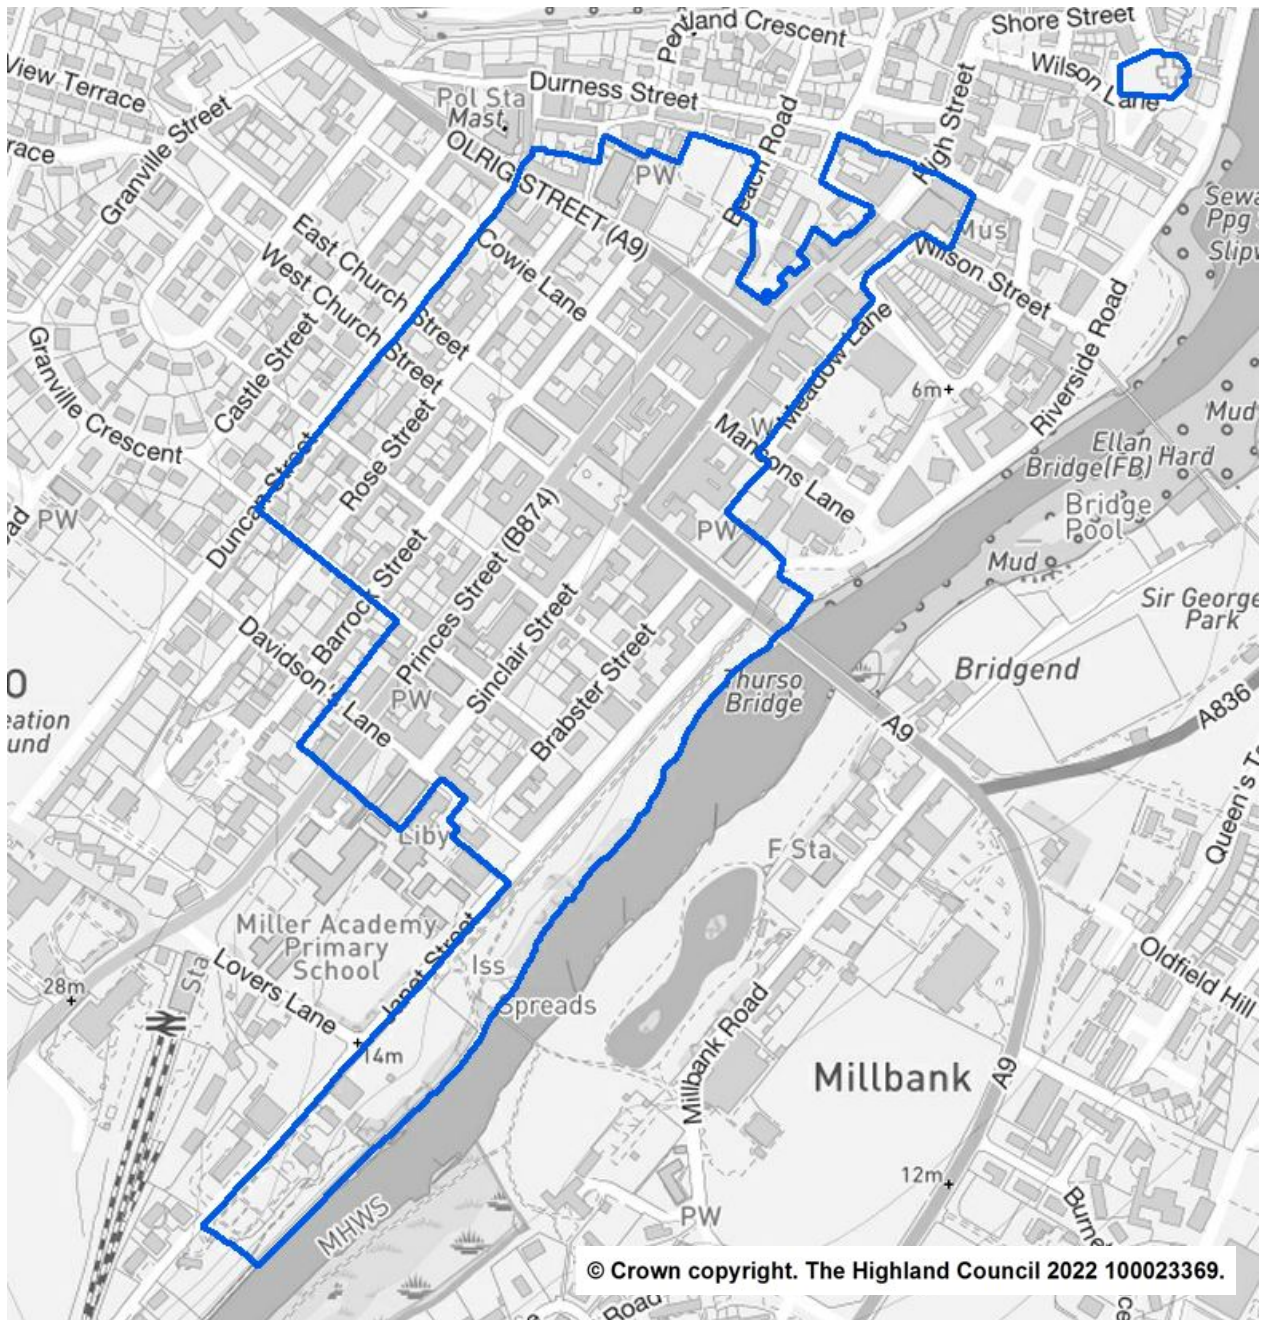 Shore Street
Pentland Crescent
Wilson Lane
View Terrace
Durness Street
Pol Sta
Mast
Granville Street
High Street
OLRIG STREET (A9)
PW
Beach Road
Mus
Slipw
Ppg
Sewa
race
East Church Street
West Church Street
Cowie Lane
Wilson Street
Riverside Road
Meadow Lane
Castle Street
Granville Crescent
6m
Mud
Ellan
Bridge(FB)
Hard
Mansons Lane
Rose Street
Duncan Street
PW
ad
PW
Bridge
Pool
Mud
Princes Street (B874)
Barrock Street
Sir George
Park
Davidson's Lane
Sinclair Street
Brabster Street
PW
Thurso
Bridge
Bridgend
A836
A9
O
eation
und
Queen's Te
F Sta
Liby
Miller Academy
Primary
School
Janet Street
Lovers Lane
Sta
28m
Iss
Spreads
14m
Oldfield Hill
Millbank Road
Millbank
A9
12m
MHWS
PW
Burne
ce
Road
© Crown copyright. The Highland Council 2022 100023369.